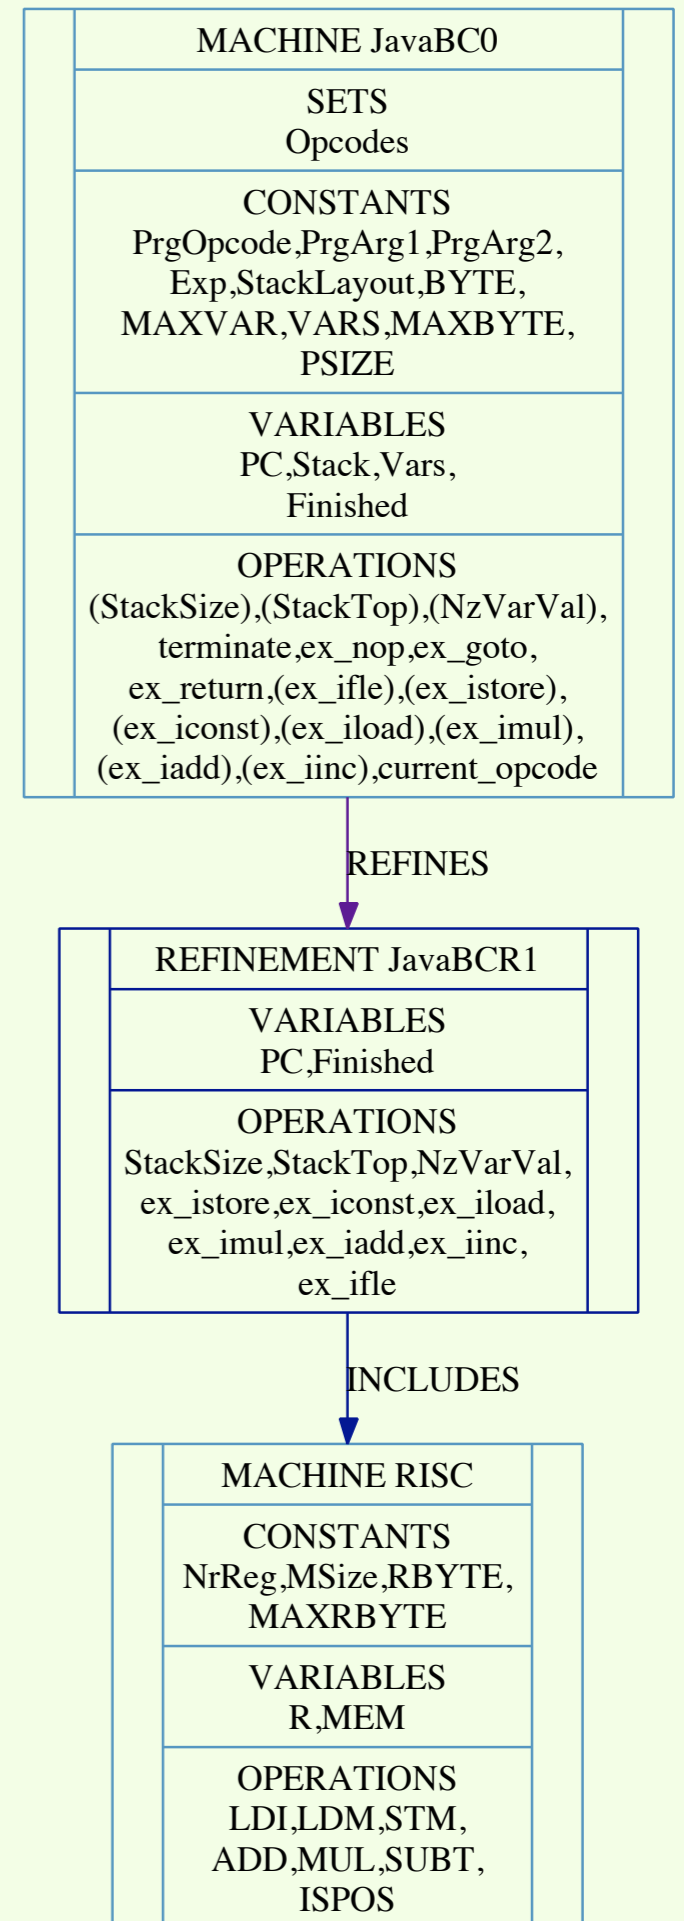 MACHINE JavaBC0
SETS
Opcodes
CONSTANTS
PrgOpcode,PrgArg1,PrgArg2,
Exp,StackLayout,BYTE,
MAXVAR,VARS,MAXBYTE,
PSIZE
VARIABLES
PC,Stack,Vars,
Finished
OPERATIONS
(StackSize),(StackTop),(NzVarVal),
terminate,ex_nop,ex_goto,
ex_return,(ex_ifle),(ex_istore),
(ex_iconst),(ex_iload),(ex_imul),
(ex_iadd),(ex_iinc),current_opcode
REFINES
REFINEMENT JavaBCR1
VARIABLES
PC,Finished
OPERATIONS
StackSize,StackTop,NzVarVal,
ex_istore,ex_iconst,ex_iload,
ex_imul,ex_iadd,ex_iinc,
ex_ifle
INCLUDES
MACHINE RISC
CONSTANTS
NrReg,MSize,RBYTE,
MAXRBYTE
VARIABLES
R,MEM
OPERATIONS
LDI,LDM,STM,
ADD,MUL,SUBT,
ISPOS